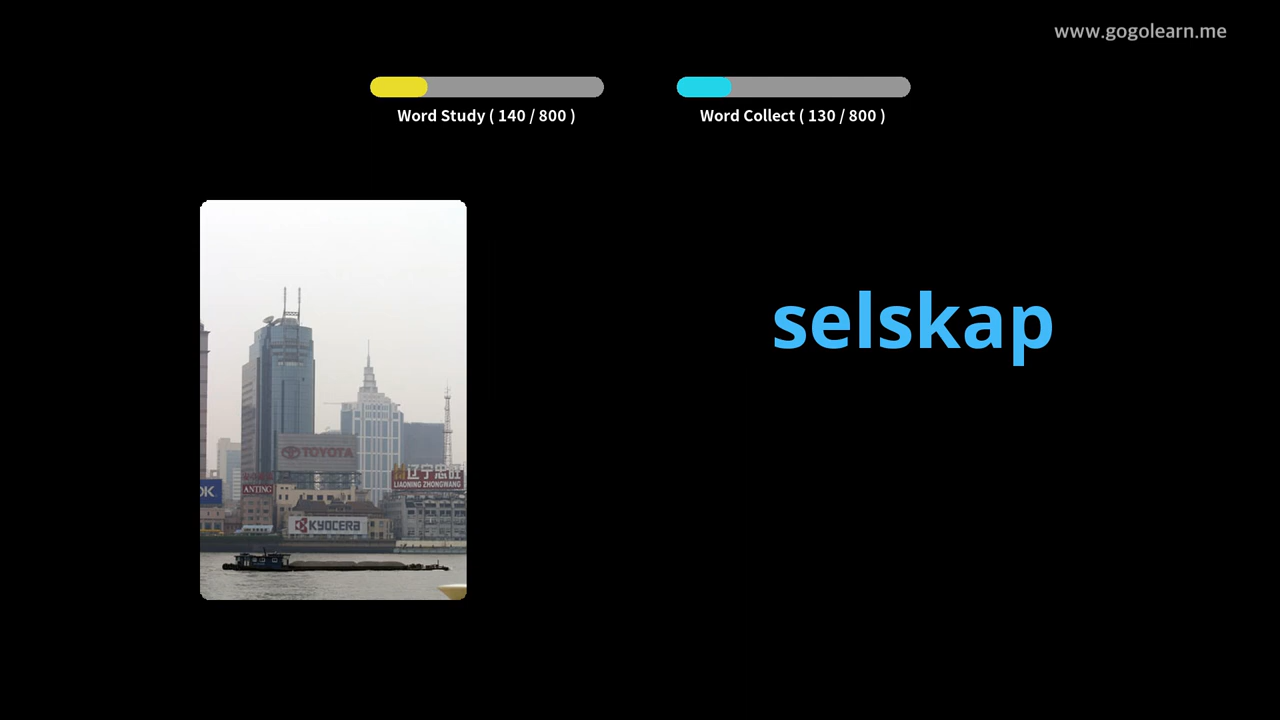 www.gogolearn.me
Word Study ( 140 / 800 )
Word Collect ( 130 / 800 )
selskap
TOYOTA
辽宁忠旺
LIAONING ZHONGWANG
ANTING
OK
KYOCERA